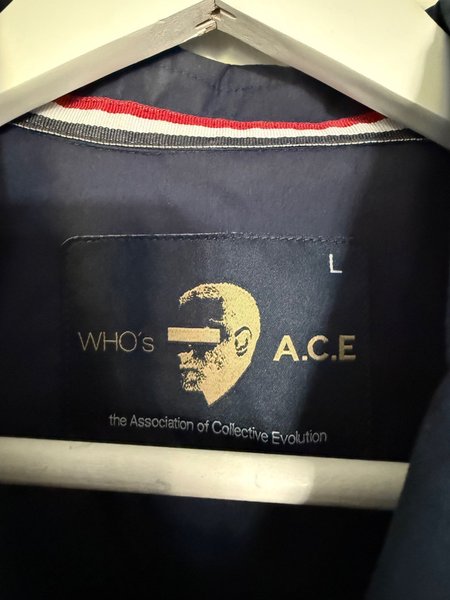 L
WHO's A.C.E
the Association of Collective Evolution